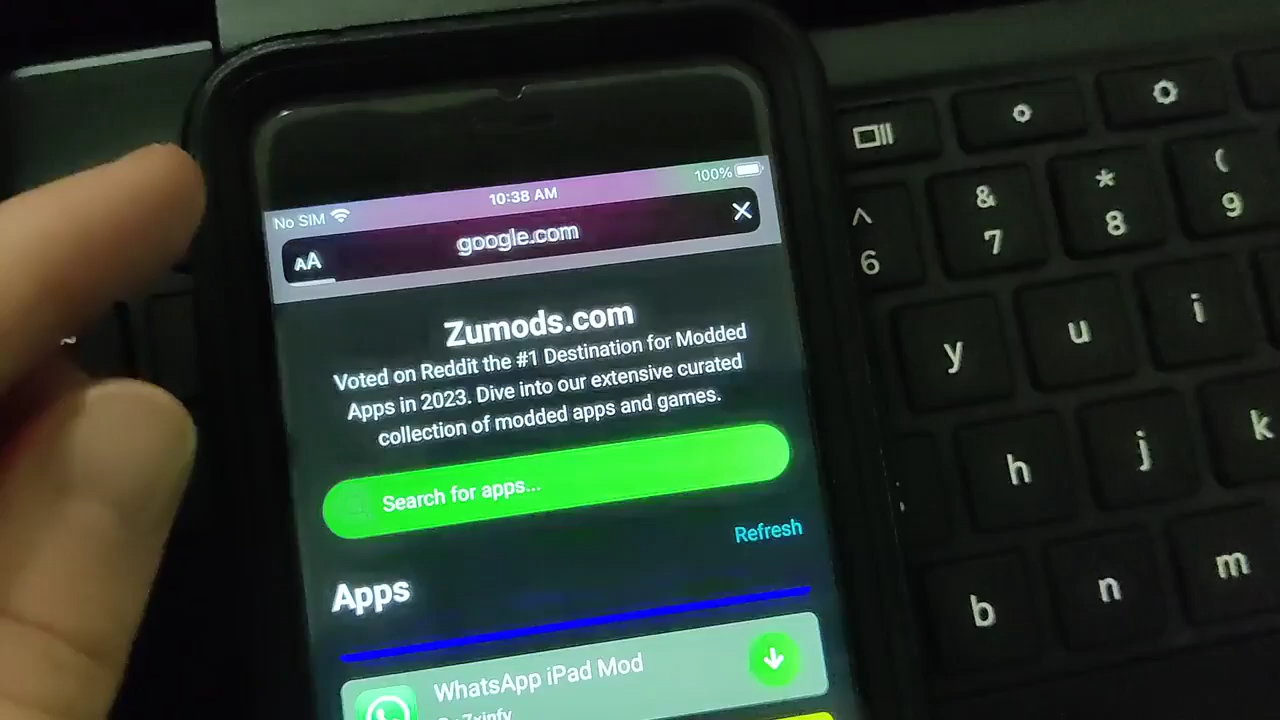 No SIM 10:38 AM 100%
AA google.com
Zumods.com
Voted on Reddit the #1 Destination for Modded
Apps in 2023. Dive into our extensive curated
collection of modded apps and games.
Search for apps...
Refresh
Apps
WhatsApp iPad Mod
^ & * (
6 7 8 9
y u i
h j k
b n m
~